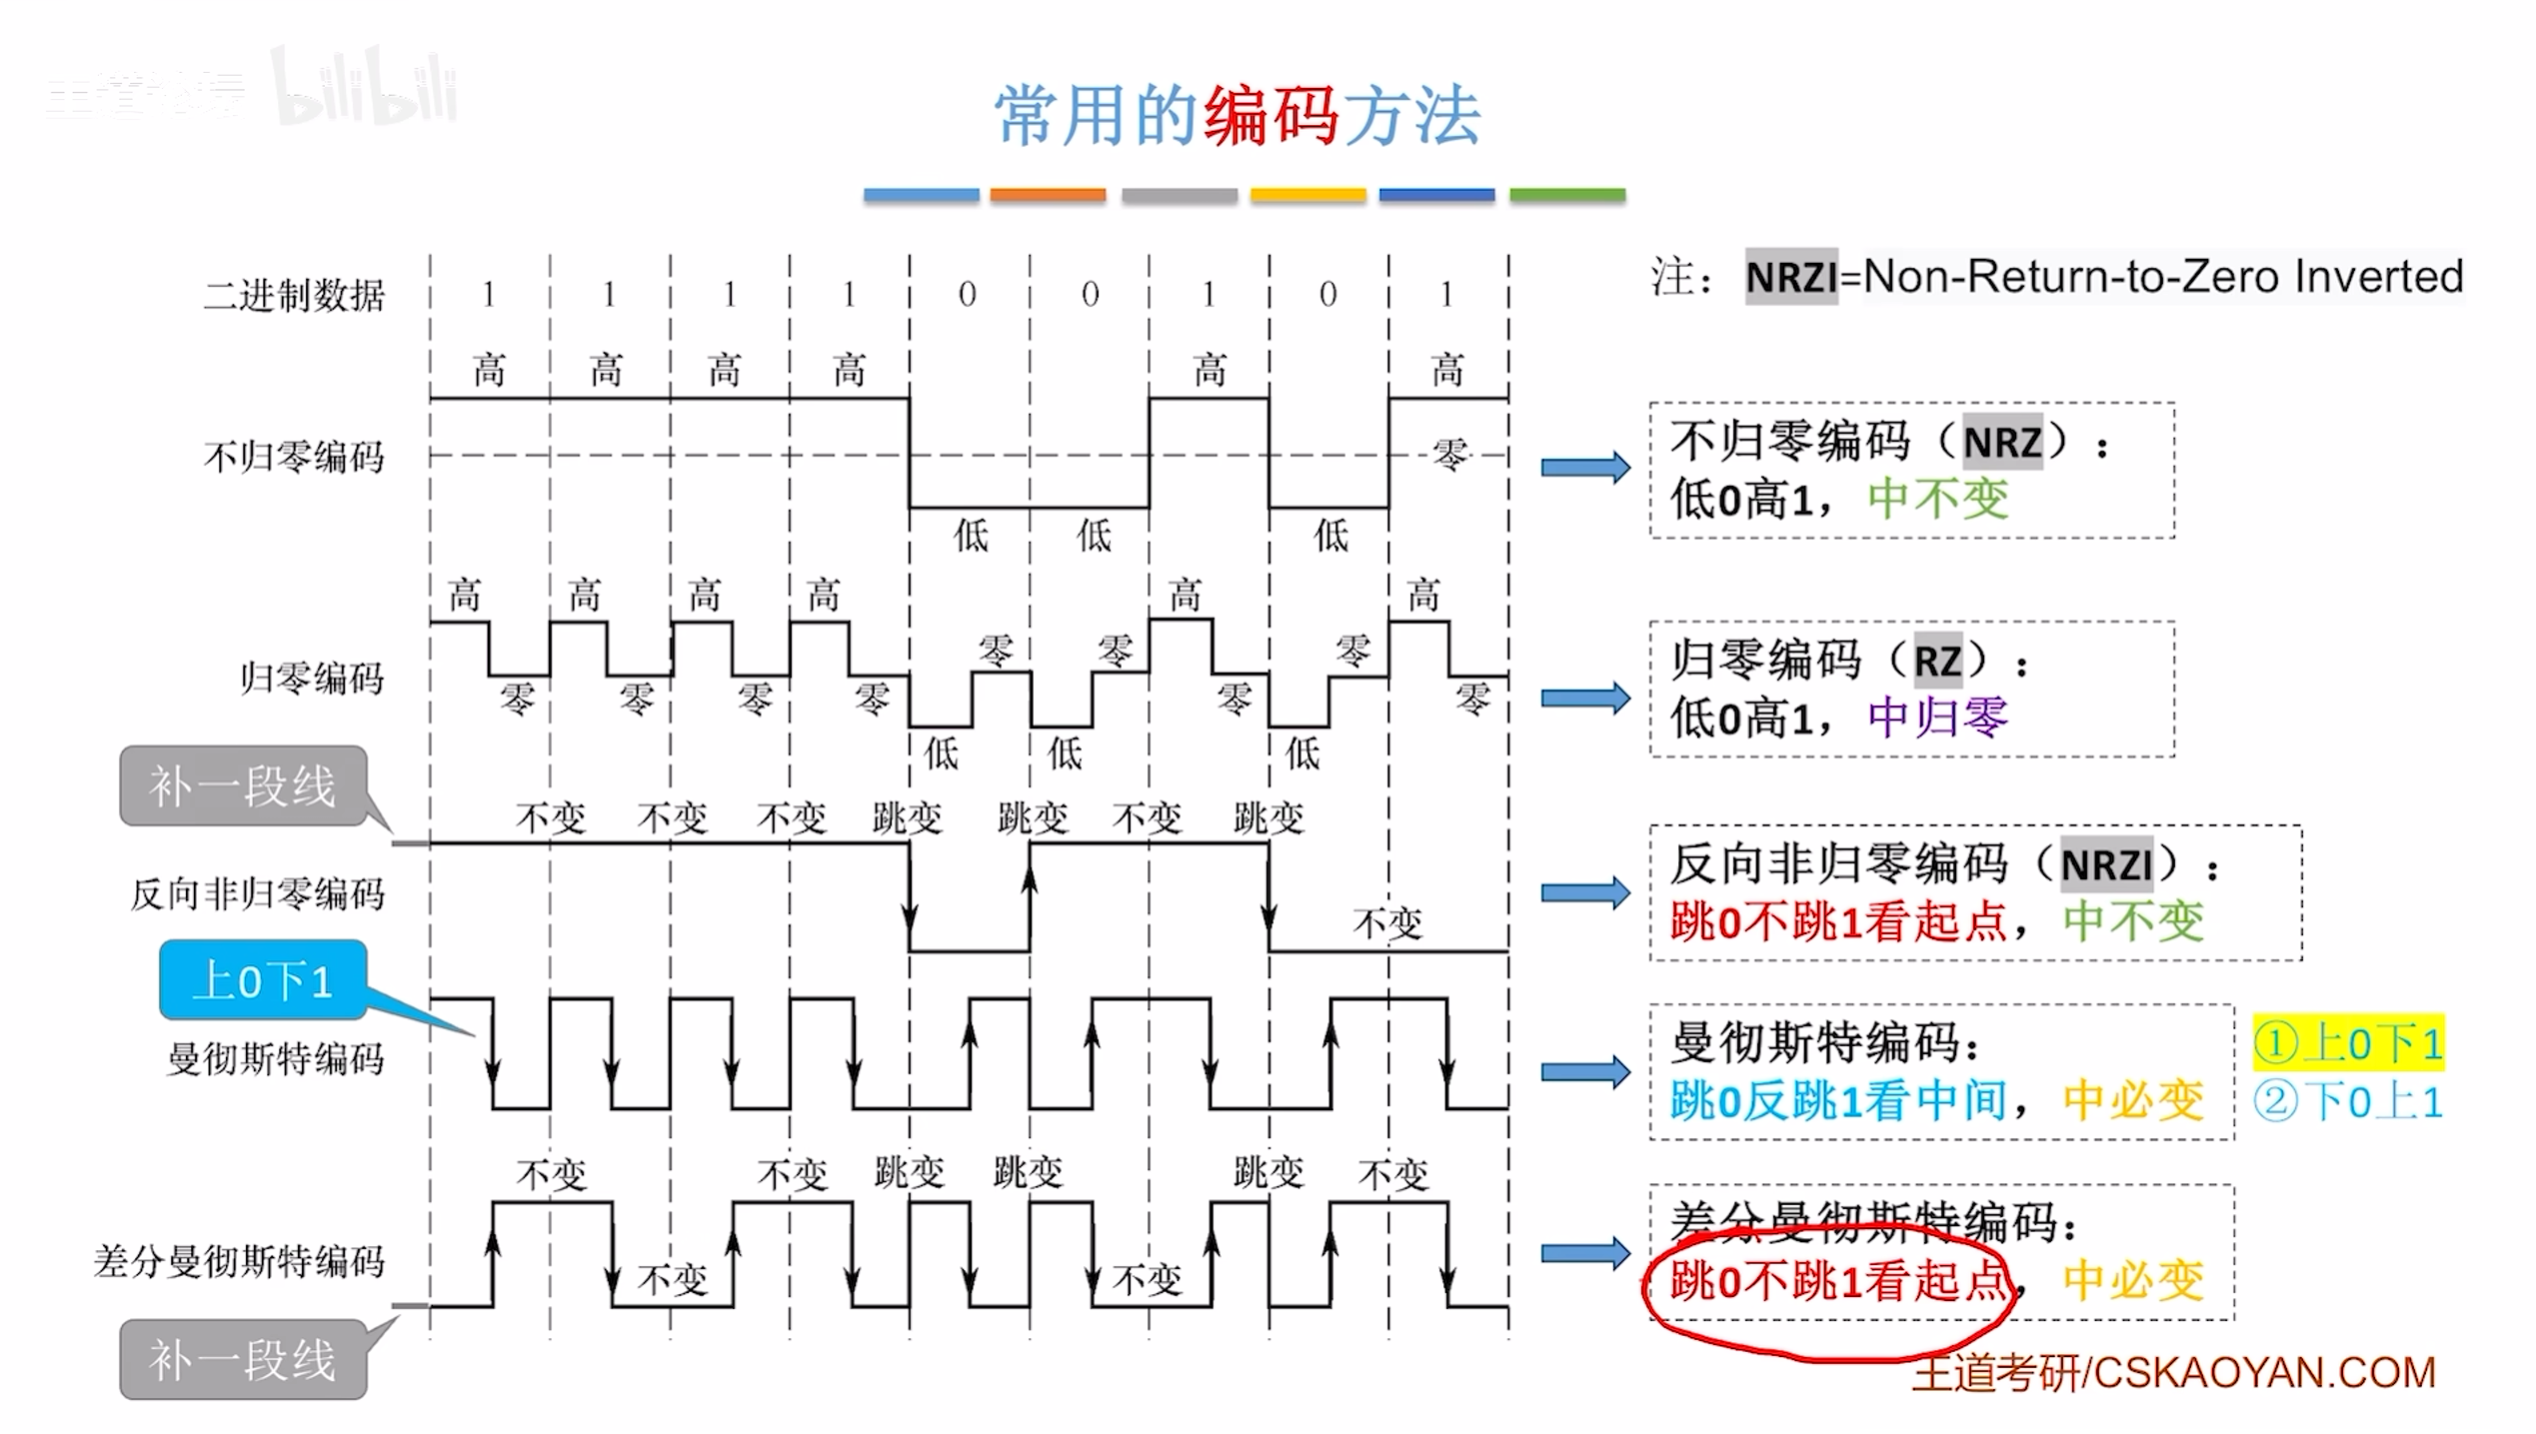 bilibili
常用的编码方法
二进制数据 1 1 1 1 0 0 1 0 1
注：NRZI=Non-Return-to-Zero Inverted
高 高 高 高 高 高
不归零编码 零
低 低 低
不归零编码（NRZ）：
低0高1，中不变
高 高 高 高 高 高
归零编码
零 零 零 零 零 零 零 零 零
低 低 低
归零编码（RZ）：
低0高1，中归零
补一段线
不变 不变 不变 跳变 跳变 不变 跳变
反向非归零编码 不变
反向非归零编码（NRZI）：
跳0不跳1看起点，中不变
上0下1
曼彻斯特编码
曼彻斯特编码：
跳0反跳1看中间，中必变
①上0下1
②下0上1
不变 不变 跳变 跳变 跳变 不变
差分曼彻斯特编码 不变 不变
差分曼彻斯特编码：
跳0不跳1看起点，中必变
补一段线
王道考研/CSKAOYAN.COM